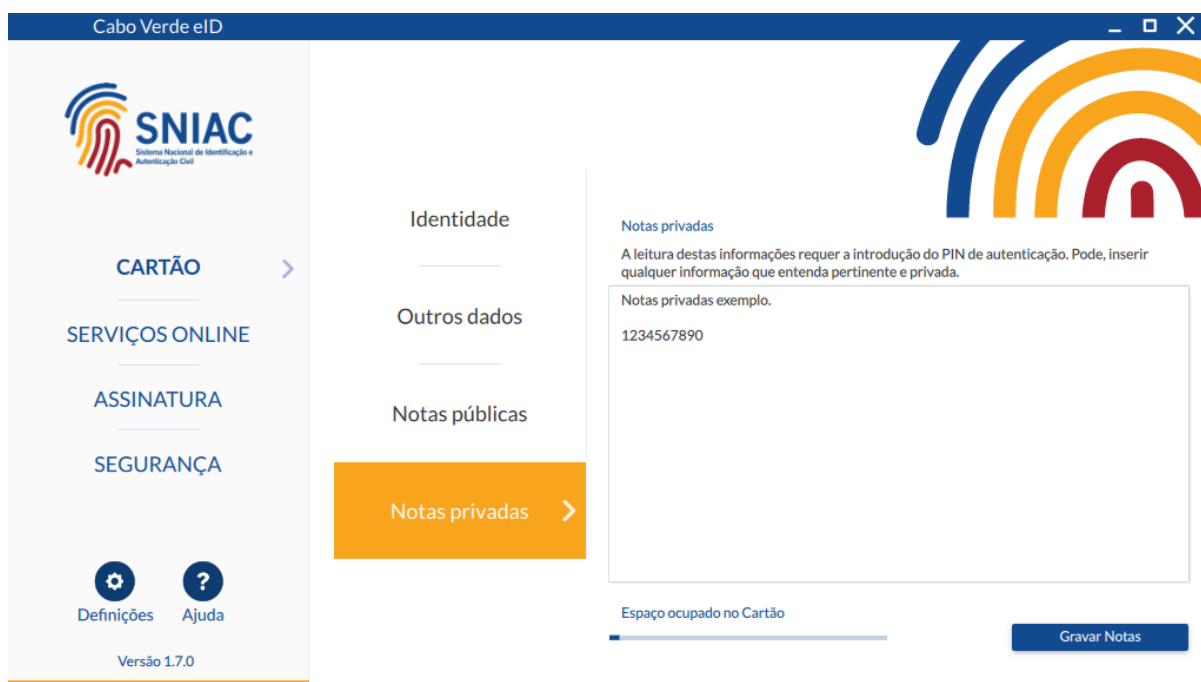 Cabo Verde eID
SNIAC
Sistema Nacional de Identificação e
Autenticação Civil
CARTÃO
SERVIÇOS ONLINE
ASSINATURA
SEGURANÇA
Definições
Ajuda
Versão 1.7.0
Identidade
Outros dados
Notas públicas
Notas privadas
Notas privadas
A leitura destas informações requer a introdução do PIN de autenticação. Pode, inserir
qualquer informação que entenda pertinente e privada.
Notas privadas exemplo.
1234567890
Espaço ocupado no Cartão
Gravar Notas